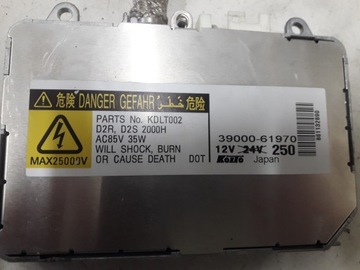 危険 DANGER GEFAHR خطر 危险
PARTS No. KDLT002
D2R, D2S 2000H
AC85V 35W
WILL SHOCK, BURN
OR CAUSE DEATH DOT
MAX25000V
39000-61970
12V 24V 250
KOITO Japan